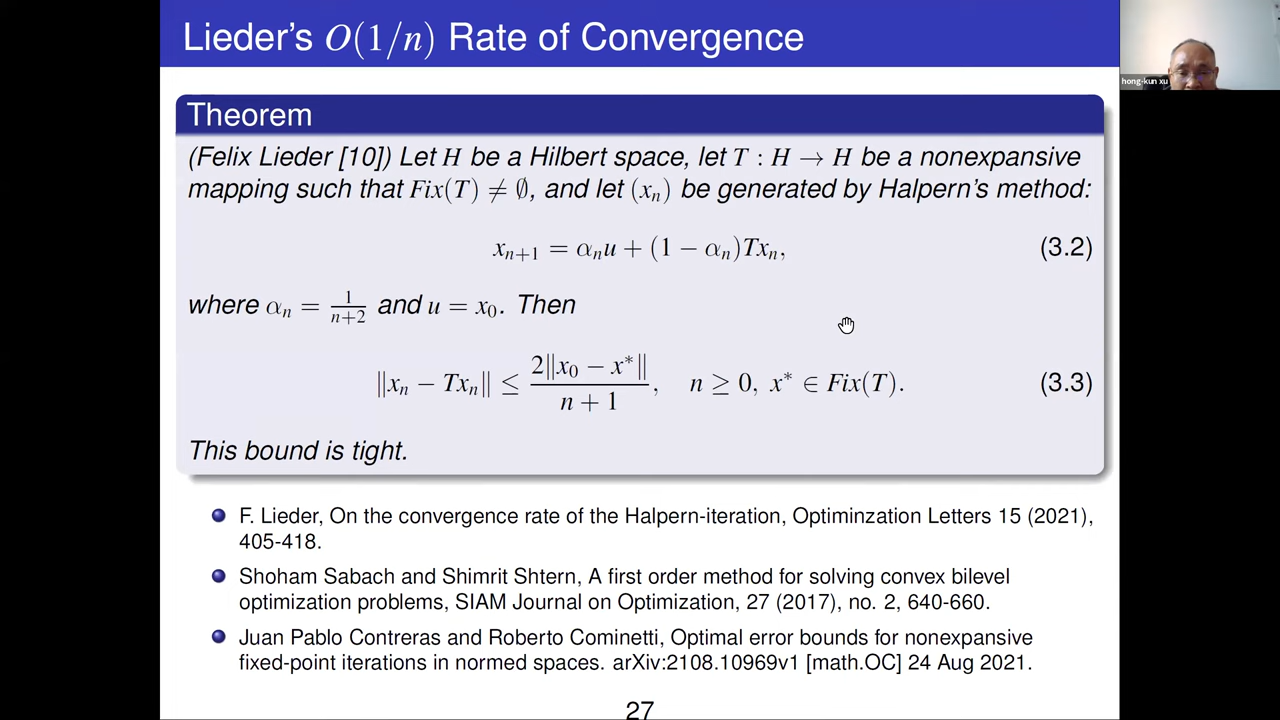 Lieder's O(1/n) Rate of Convergence
hong-kun xu
Theorem
(Felix Lieder [10]) Let H be a Hilbert space, let T : H → H be a nonexpansive
mapping such that Fix(T) ≠ ∅, and let (xₙ) be generated by Halpern's method:
xₙ₊₁ = αₙu + (1 − αₙ)Txₙ, (3.2)
where αₙ = 1/(n+2) and u = x₀. Then
‖xₙ − Txₙ‖ ≤ 2‖x₀ − x*‖/(n + 1), n ≥ 0, x* ∈ Fix(T). (3.3)
This bound is tight.
F. Lieder, On the convergence rate of the Halpern-iteration, Optiminzation Letters 15 (2021),
405-418.
Shoham Sabach and Shimrit Shtern, A first order method for solving convex bilevel
optimization problems, SIAM Journal on Optimization, 27 (2017), no. 2, 640-660.
Juan Pablo Contreras and Roberto Cominetti, Optimal error bounds for nonexpansive
fixed-point iterations in normed spaces. arXiv:2108.10969v1 [math.OC] 24 Aug 2021.
27